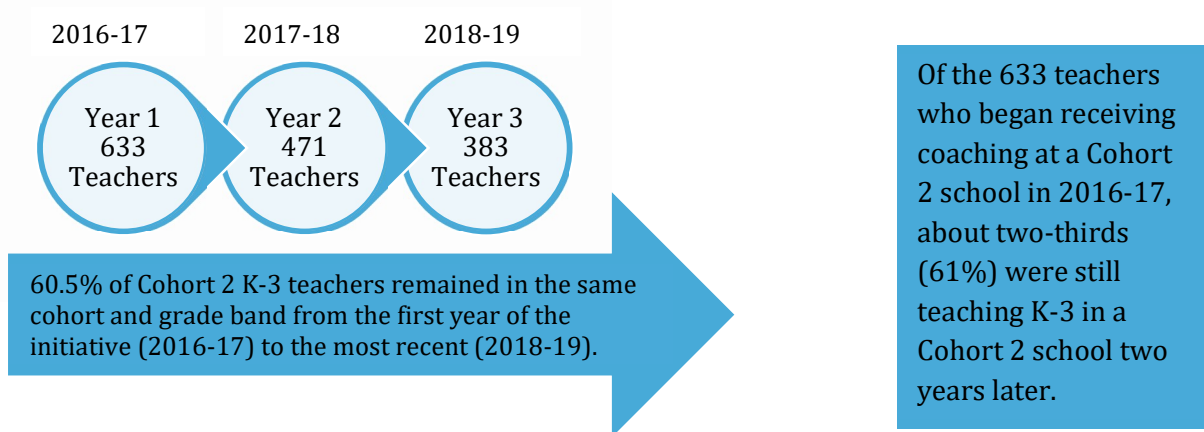 2016-17
2017-18
2018-19
Year 1
633
Teachers
Year 2
471
Teachers
Year 3
383
Teachers
60.5% of Cohort 2 K-3 teachers remained in the same
cohort and grade band from the first year of the
initiative (2016-17) to the most recent (2018-19).
Of the 633 teachers
who began receiving
coaching at a Cohort
2 school in 2016-17,
about two-thirds
(61%) were still
teaching K-3 in a
Cohort 2 school two
years later.